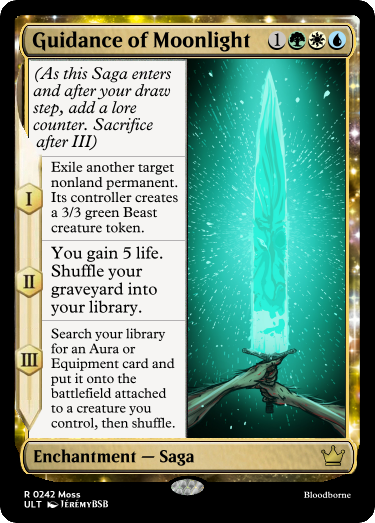 Guidance of Moonlight 1
(As this Saga enters
and after your draw
step, add a lore
counter. Sacrifice
after III)
I
Exile another target
nonland permanent.
Its controller creates
a 3/3 green Beast
creature token.
II
You gain 5 life.
Shuffle your
graveyard into
your library.
III
Search your library
for an Aura or
Equipment card and
put it onto the
battlefield attached
to a creature you
control, then shuffle.
Enchantment — Saga
R 0242 Moss
ULT JÉRÉMYBSB
Bloodborne